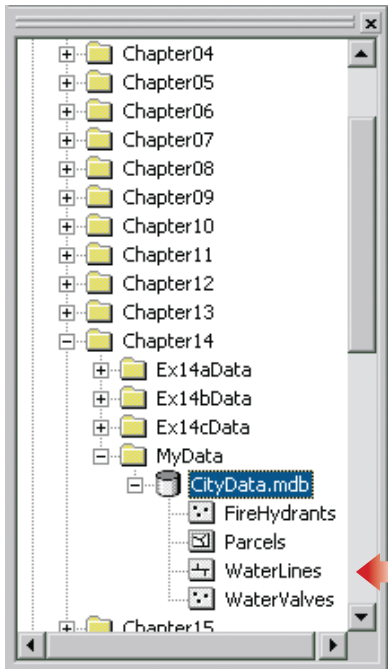 Chapter04
Chapter05
Chapter06
Chapter07
Chapter08
Chapter09
Chapter10
Chapter11
Chapter12
Chapter13
Chapter14
Ex14aData
Ex14bData
Ex14cData
MyData
CityData.mdb
FireHydrants
Parcels
WaterLines
WaterValves
Chapter15